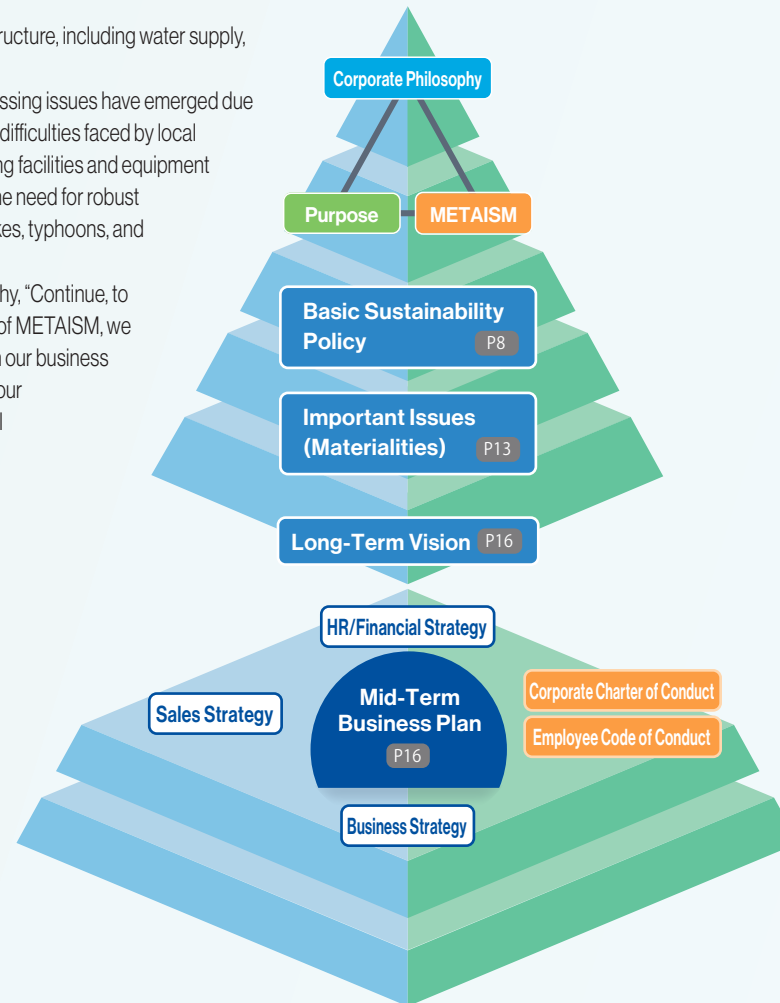 ructure, including water supply,
ssing issues have emerged due
difficulties faced by local
ng facilities and equipment
he need for robust
kes, typhoons, and
hy, “Continue, to
of METAISM, we
n our business
our
l
Corporate Philosophy
Purpose
METAISM
Basic Sustainability
Policy P8
Important Issues
(Materialities) P13
Long-Term Vision P16
HR/Financial Strategy
Sales Strategy
Mid-Term
Business Plan
P16
Corporate Charter of Conduct
Employee Code of Conduct
Business Strategy